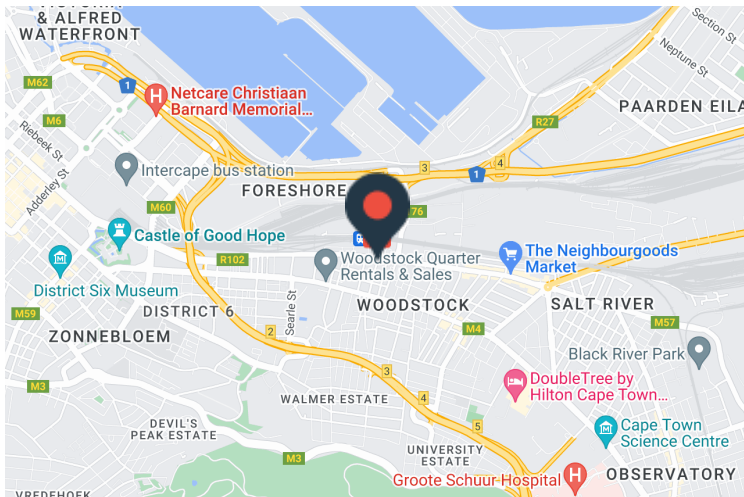 & ALFRED
WATERFRONT
M62
1
Netcare Christiaan
Barnard Memorial...
Section St
Neptune St
PAARDEN EILA
M6
Riebeek St
R27
3
4
1
Intercape bus station
Adderley St
FORESHORE
M60
76
Castle of Good Hope
R102
Woodstock Quarter
Rentals & Sales
The Neighbourgoods
Market
District Six Museum
M59
DISTRICT 6
Searle St
WOODSTOCK
SALT RIVER
ZONNEBLOEM
2
M4
M57
Black River Park
M3
3
DoubleTree by
Hilton Cape Town...
WALMER ESTATE
4
DEVIL'S
PEAK ESTATE
5
Cape Town
Science Centre
M3
UNIVERSITY
ESTATE
Groote Schuur Hospital
OBSERVATORY
VREDEHOEK